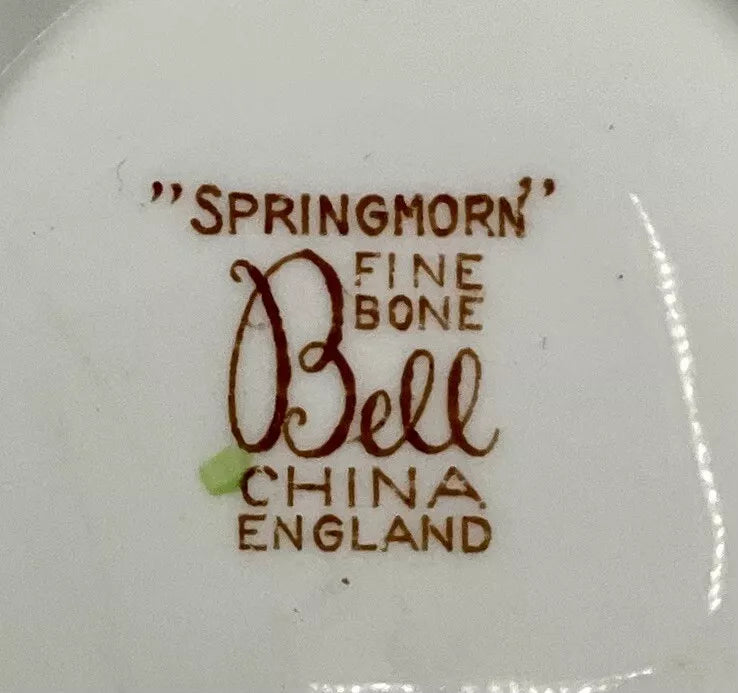 "SPRINGMORN"
FINE
BONE
Bell
CHINA
ENGLAND